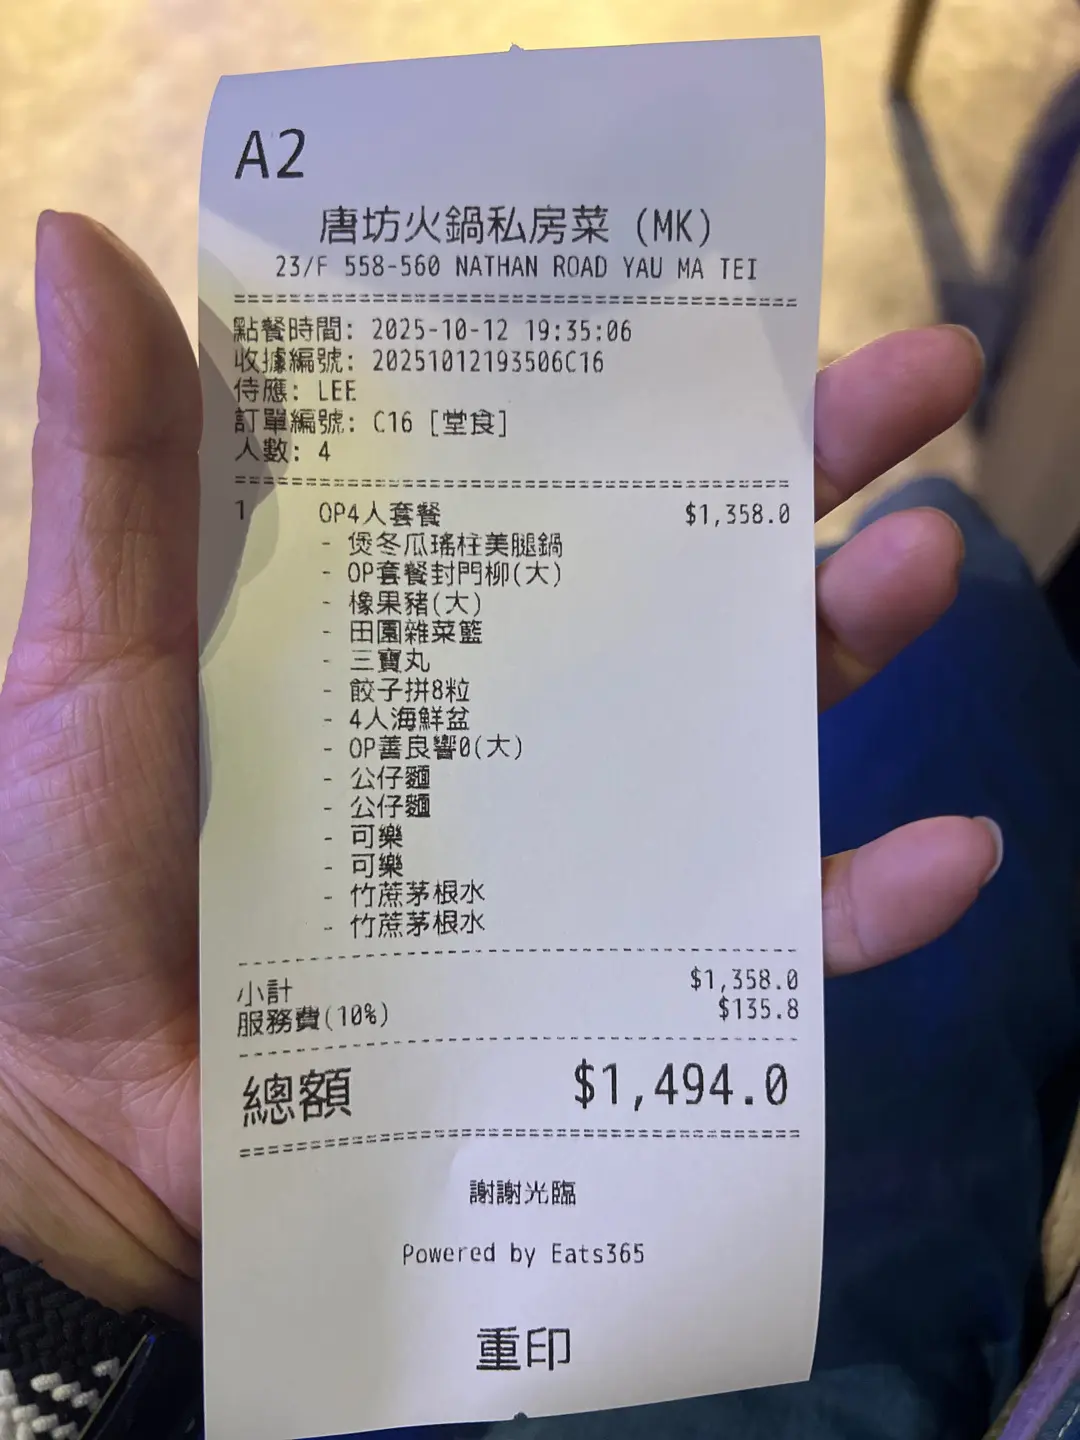 A2
唐坊火鍋私房菜 (MK)
23/F 558-560 NATHAN ROAD YAU MA TEI
點餐時間: 2025-10-12 19:35:06
收據編號: 20251012193506C16
侍應: LEE
訂單編號: C16 [堂食]
人數: 4
1 OP4人套餐 $1,358.0
- 煲冬瓜瑤柱美腿鍋
- OP套餐封門柳(大)
- 橡果豬(大)
- 田園雜菜籃
- 三寶丸
- 餃子拼8粒
- 4人海鮮盆
- OP善良響0(大)
- 公仔麵
- 公仔麵
- 可樂
- 可樂
- 竹蔗茅根水
- 竹蔗茅根水
小計 $1,358.0
服務費(10%) $135.8
總額 $1,494.0
謝謝光臨
Powered by Eats365
重印